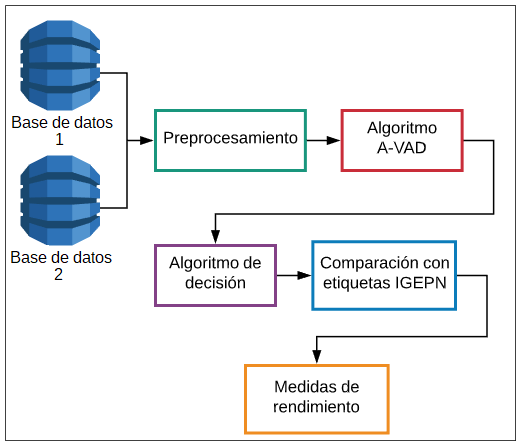 Base de datos
1
Preprocesamiento
Algoritmo
A-VAD
Base de datos
2
Algoritmo de
decisión
Comparación con
etiquetas IGEPN
Medidas de
rendimiento